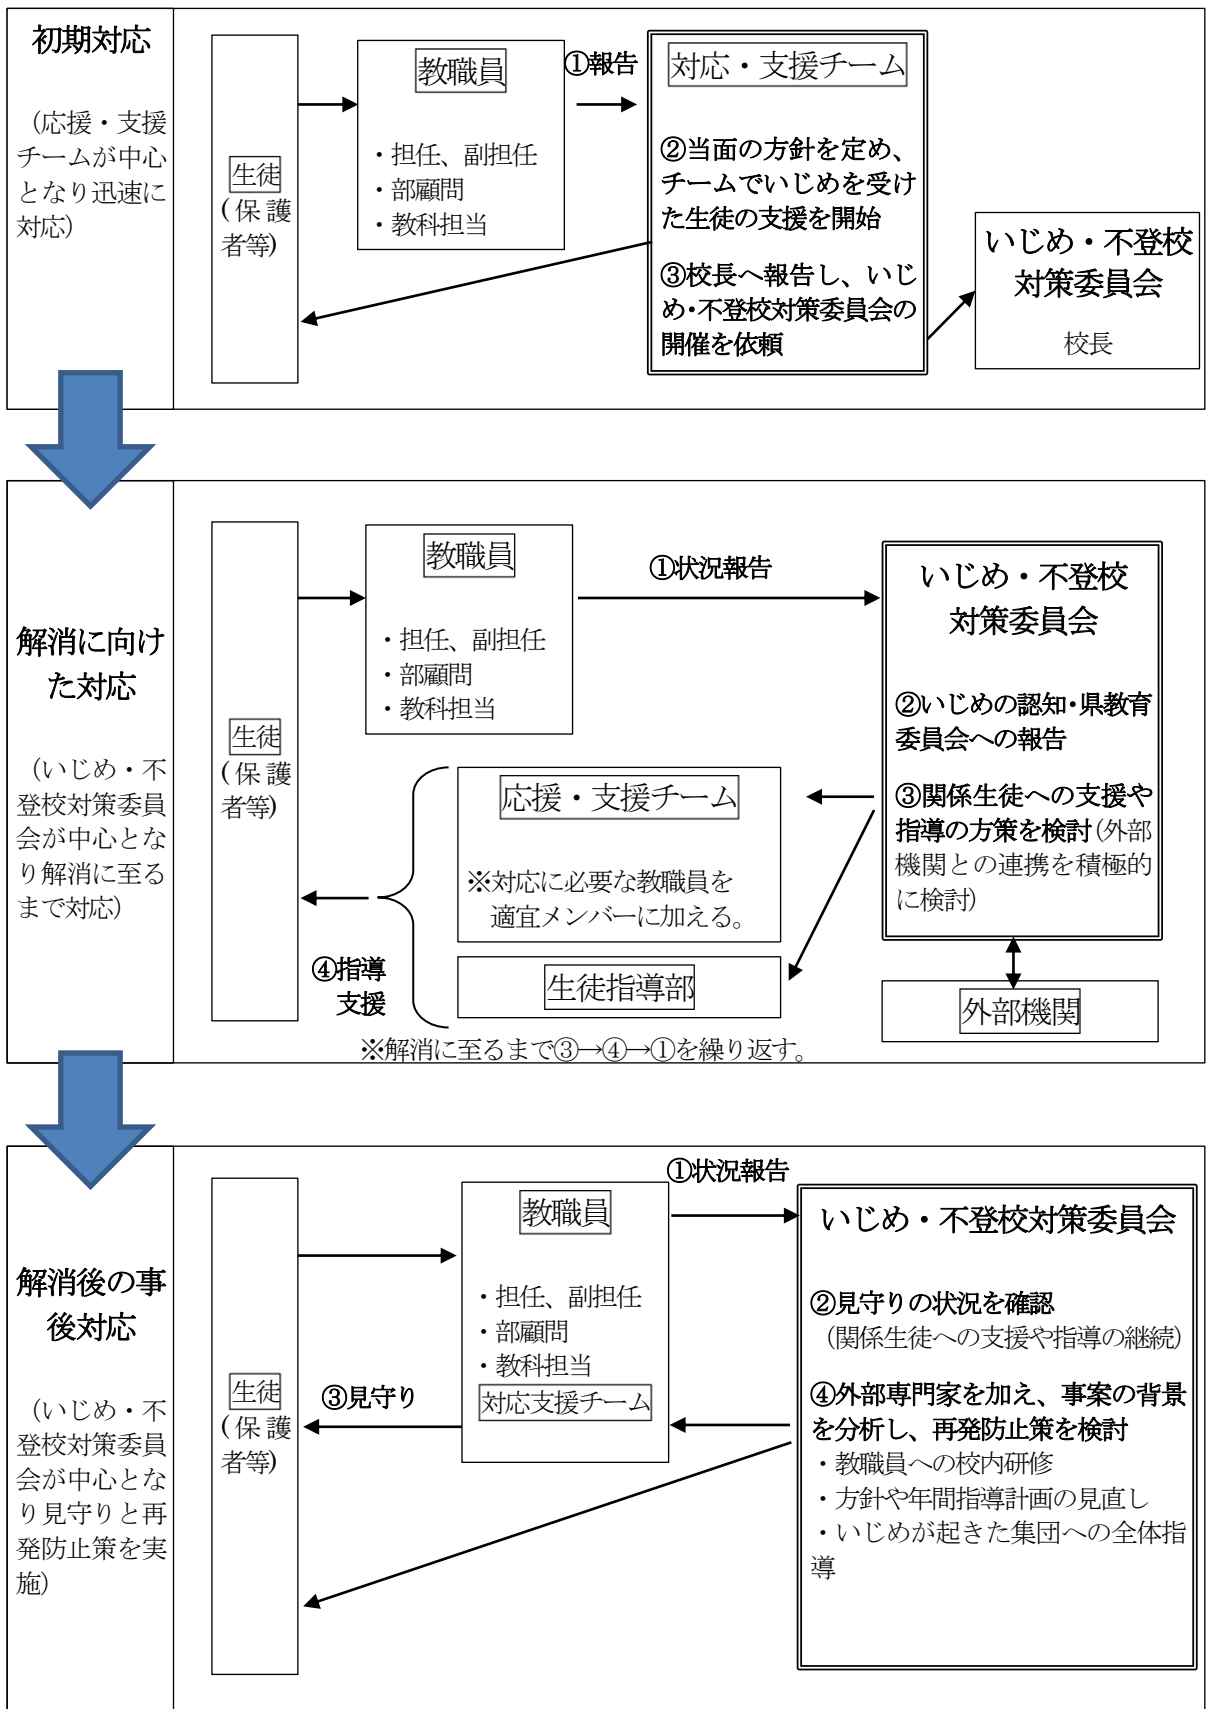 初期対応
（応援・支援
チームが中心
となり迅速に
対応）
生徒
(保護
者等)
教職員
・担任、副担任
・部顧問
・教科担当
①報告
対応・支援チーム
②当面の方針を定め、
チームでいじめを受け
た生徒の支援を開始
③校長へ報告し、いじ
め・不登校対策委員会の
開催を依頼
いじめ・不登校
対策委員会
校長
解消に向け
た対応
（いじめ・不
登校対策委員
会が中心とな
り解消に至る
まで対応）
生徒
(保護
者等)
教職員
・担任、副担任
・部顧問
・教科担当
①状況報告
いじめ・不登校
対策委員会
②いじめの認知・県教育
委員会への報告
③関係生徒への支援や
指導の方策を検討（外部
機関との連携を積極的
に検討）
応援・支援チーム
※対応に必要な教職員を
適宜メンバーに加える。
生徒指導部
④指導
支援
外部機関
※解消に至るまで③→④→①を繰り返す。
解消後の事
後対応
（いじめ・不
登校対策委員
会が中心とな
り見守りと再
発防止策を実
施）
生徒
(保護
者等)
教職員
・担任、副担任
・部顧問
・教科担当
対応支援チーム
①状況報告
③見守り
いじめ・不登校対策委員会
②見守りの状況を確認
（関係生徒への支援や指導の継続）
④外部専門家を加え、事案の背景
を分析し、再発防止策を検討
・教職員への校内研修
・方針や年間指導計画の見直し
・いじめが起きた集団への全体指
導